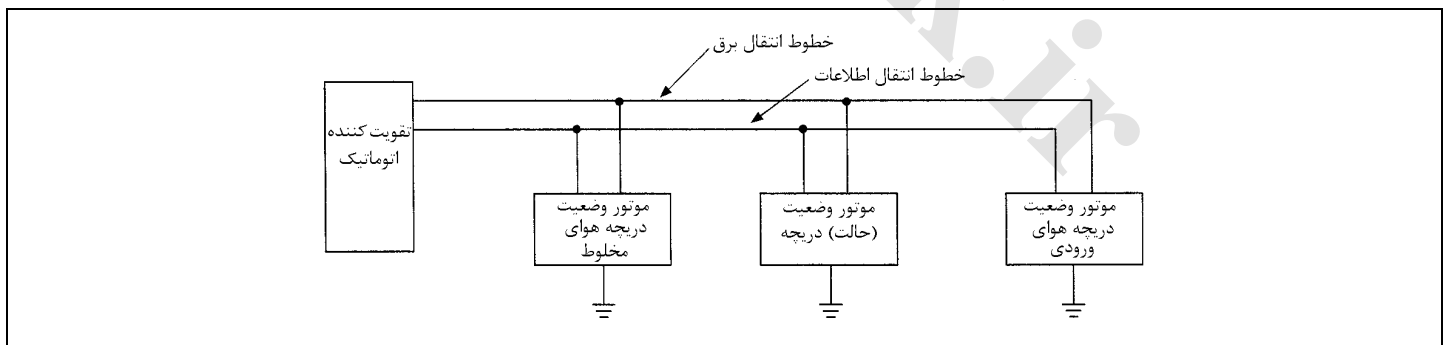 خطوط انتقال برق
خطوط انتقال اطلاعات
تقویت کننده
اتوماتیک
موتور وضعیت
دریچه هوای
مخلوط
موتور وضعیت
(حالت) دریچه
موتور وضعیت
دریچه هوای
ورودی
k.ir